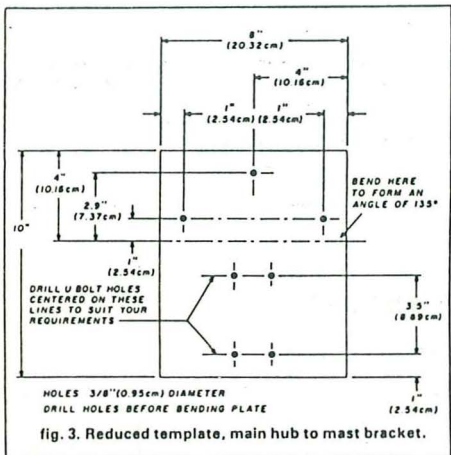 8"
(20.32cm)
4"
(10.16cm)
1" 1"
(2.54cm) (2.54cm)
4"
(10.16cm)
2.9"
(7.37cm)
BEND HERE
TO FORM AN
ANGLE OF 135°
10"
1"
(2.54cm)
DRILL U BOLT HOLES
CENTERED ON THESE
LINES TO SUIT YOUR
REQUIREMENTS
3.5"
(8.89cm)
HOLES 3/8" (0.95cm) DIAMETER
DRILL HOLES BEFORE BENDING PLATE
1"
(2.54cm)
fig. 3. Reduced template, main hub to mast bracket.